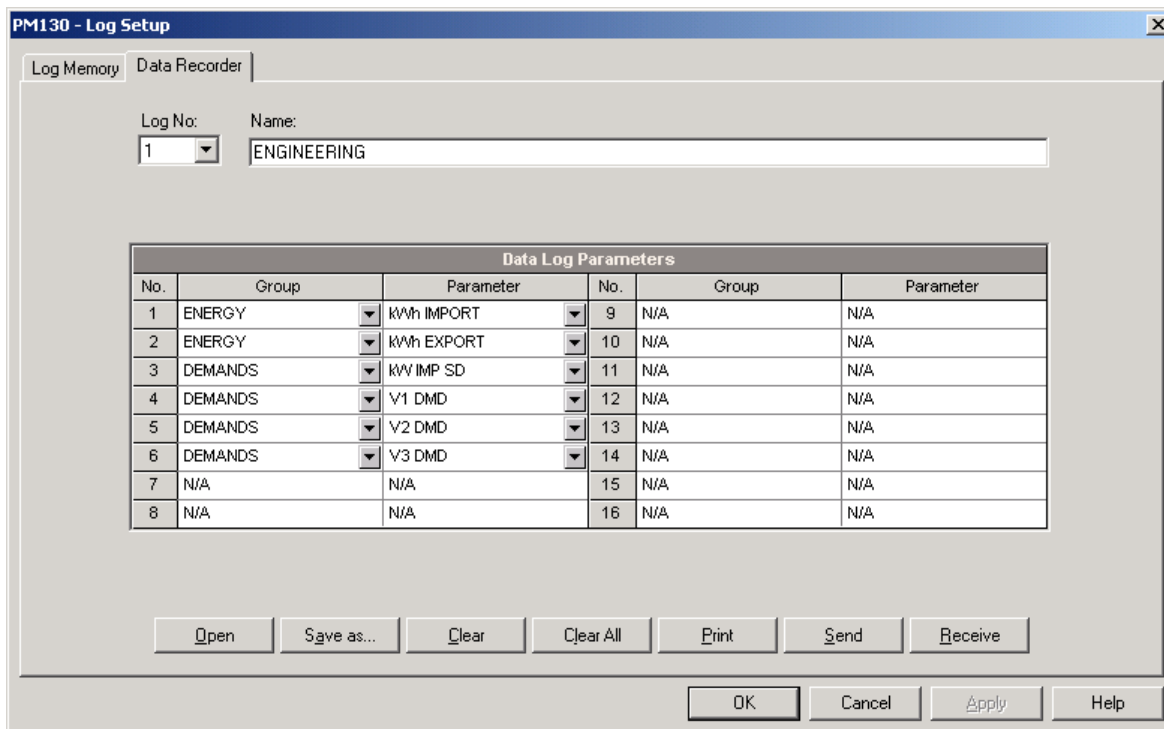 PM130 - Log Setup
Log Memory Data Recorder
Log No: Name:
1 ENGINEERING
Data Log Parameters
No. Group Parameter No. Group Parameter
1 ENERGY kWh IMPORT 9 N/A N/A
2 ENERGY kWh EXPORT 10 N/A N/A
3 DEMANDS kW IMP SD 11 N/A N/A
4 DEMANDS V1 DMD 12 N/A N/A
5 DEMANDS V2 DMD 13 N/A N/A
6 DEMANDS V3 DMD 14 N/A N/A
7 N/A N/A 15 N/A N/A
8 N/A N/A 16 N/A N/A
Open Save as... Clear Clear All Print Send Receive
OK Cancel Apply Help